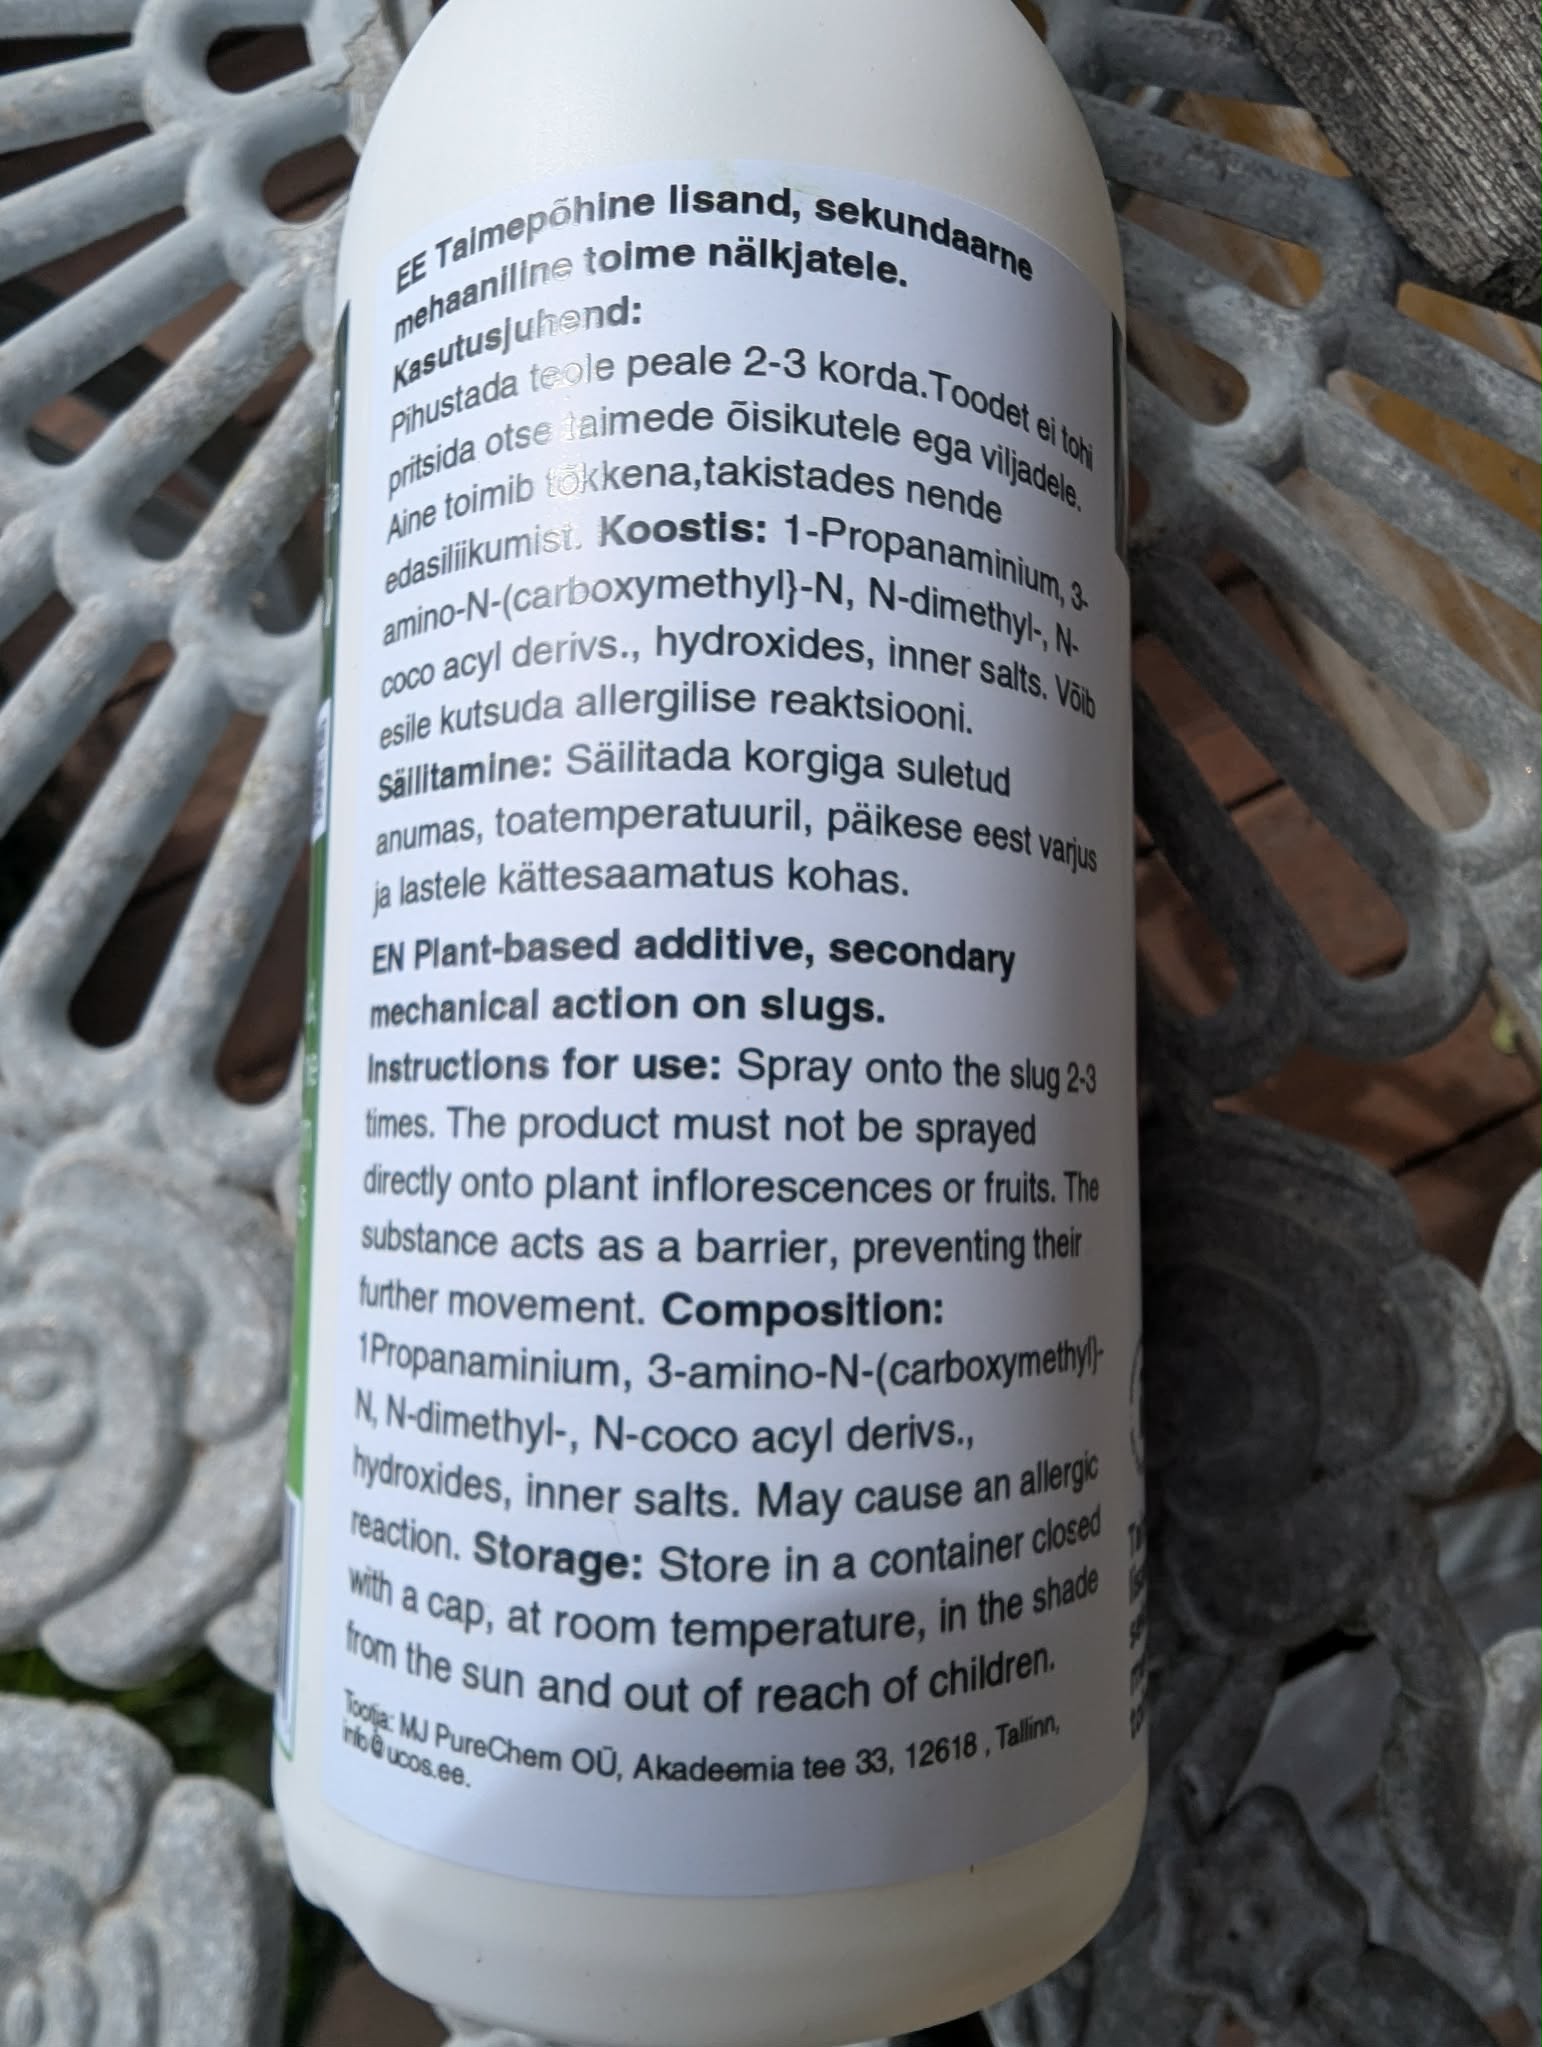 EE Taimepõhine lisand, sekundaarne
mehaaniline toime nälkjatele.
Kasutusjuhend:
Pihustada teole peale 2-3 korda.Toodet ei tohi
pritsida otse taimede õisikutele ega viljadele.
Aine toimib tõkkena,takistades nende
edasiliikumist. Koostis: 1-Propanaminium, 3-
amino-N-(carboxymethyl}-N, N-dimethyl-, N-
coco acyl derivs., hydroxides, inner salts. Võib
esile kutsuda allergilise reaktsiooni.
Säilitamine: Säilitada korgiga suletud
anumas, toatemperatuuril, päikese eest varjus
ja lastele kättesaamatus kohas.
EN Plant-based additive, secondary
mechanical action on slugs.
Instructions for use: Spray onto the slug 2-3
times. The product must not be sprayed
directly onto plant inflorescences or fruits. The
substance acts as a barrier, preventing their
further movement. Composition:
1Propanaminium, 3-amino-N-(carboxymethyl}-
N, N-dimethyl-, N-coco acyl derivs.,
hydroxides, inner salts. May cause an allergic
reaction. Storage: Store in a container closed
with a cap, at room temperature, in the shade
from the sun and out of reach of children.
Tootja: MJ PureChem OÜ, Akadeemia tee 33, 12618 , Tallinn,
info@ucos.ee.